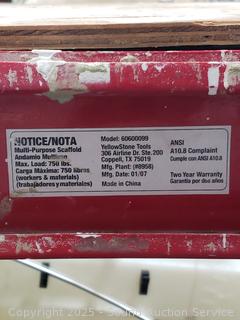 NOTICE/NOTA
Multi-Purpose Scaffold
Andamio Multiuso
Max. Load: 750 lbs.
Carga Máxima: 750 libras
(workers & materials)
(trabajadores y materiales)
Model: 60600099
YellowStone Tools
306 Airline Dr. Ste.200
Coppell, TX 75019
Mfg. Plant: (#8958)
Mfg. Date: 01/07
Made in China
ANSI
A10.8 Complaint
Cumple con ANSI A10.8
Two Year Warranty
Garantía por dos años
Copyright 2025 - Sound Auction Service